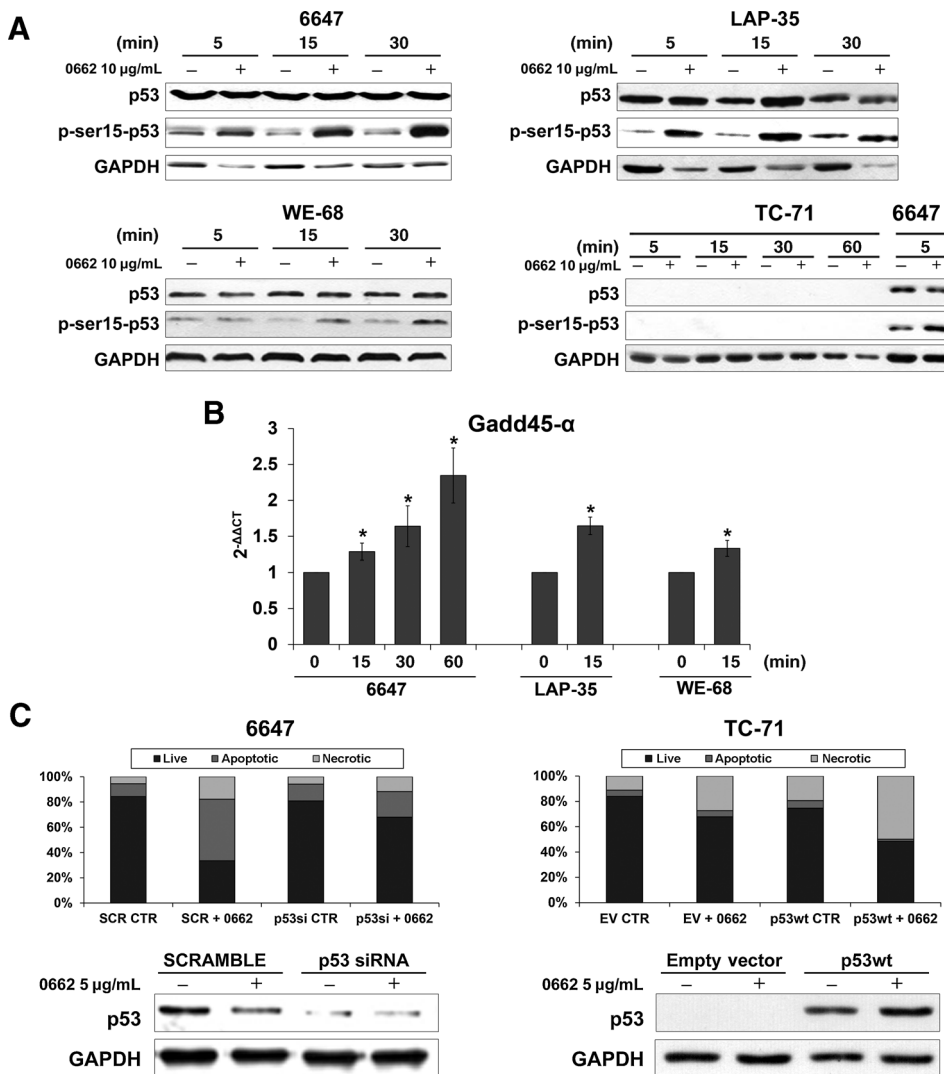 A
6647
(min) 5 15 30
0662 10 µg/mL – + – + – +
p53
p-ser15-p53
GAPDH
LAP-35
(min) 5 15 30
0662 10 µg/mL – + – + – +
p53
p-ser15-p53
GAPDH
WE-68
(min) 5 15 30
0662 10 µg/mL – + – + – +
p53
p-ser15-p53
GAPDH
TC-71 6647
(min) 5 15 30 60 5
0662 10 µg/mL – + – + – + – + – +
p53
p-ser15-p53
GAPDH
B
Gadd45-α
2-ΔΔCT
3
2.5
2
1.5
1
0.5
0
* * * * *
0 15 30 60 0 15 0 15 (min)
6647 LAP-35 WE-68
C
6647
Live Apoptotic Necrotic
100%
80%
60%
40%
20%
0%
SCR CTR SCR + 0662 p53si CTR p53si + 0662
SCRAMBLE p53 siRNA
0662 5 µg/mL – + – +
p53
GAPDH
TC-71
Live Apoptotic Necrotic
100%
80%
60%
40%
20%
0%
EV CTR EV + 0662 p53wt CTR p53wt + 0662
Empty vector p53wt
0662 5 µg/mL – + – +
p53
GAPDH